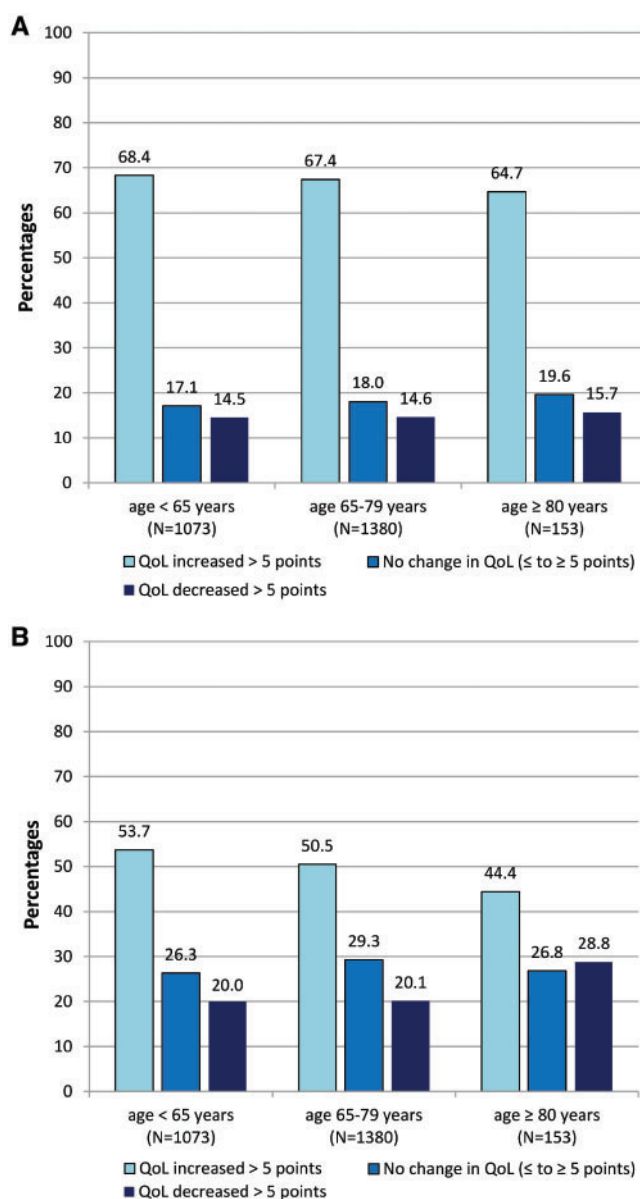 A
100
90
80
70
60
50
40
30
20
10
0
Percentages
68.4
17.1
14.5
67.4
18.0
14.6
64.7
19.6
15.7
age < 65 years
(N=1073)
age 65-79 years
(N=1380)
age ≥ 80 years
(N=153)
QoL increased > 5 points
No change in QoL (≤ to ≥ 5 points)
QoL decreased > 5 points
B
100
90
80
70
60
50
40
30
20
10
0
Percentages
53.7
26.3
20.0
50.5
29.3
20.1
44.4
26.8
28.8
age < 65 years
(N=1073)
age 65-79 years
(N=1380)
age ≥ 80 years
(N=153)
QoL increased > 5 points
No change in QoL (≤ to ≥ 5 points)
QoL decreased > 5 points